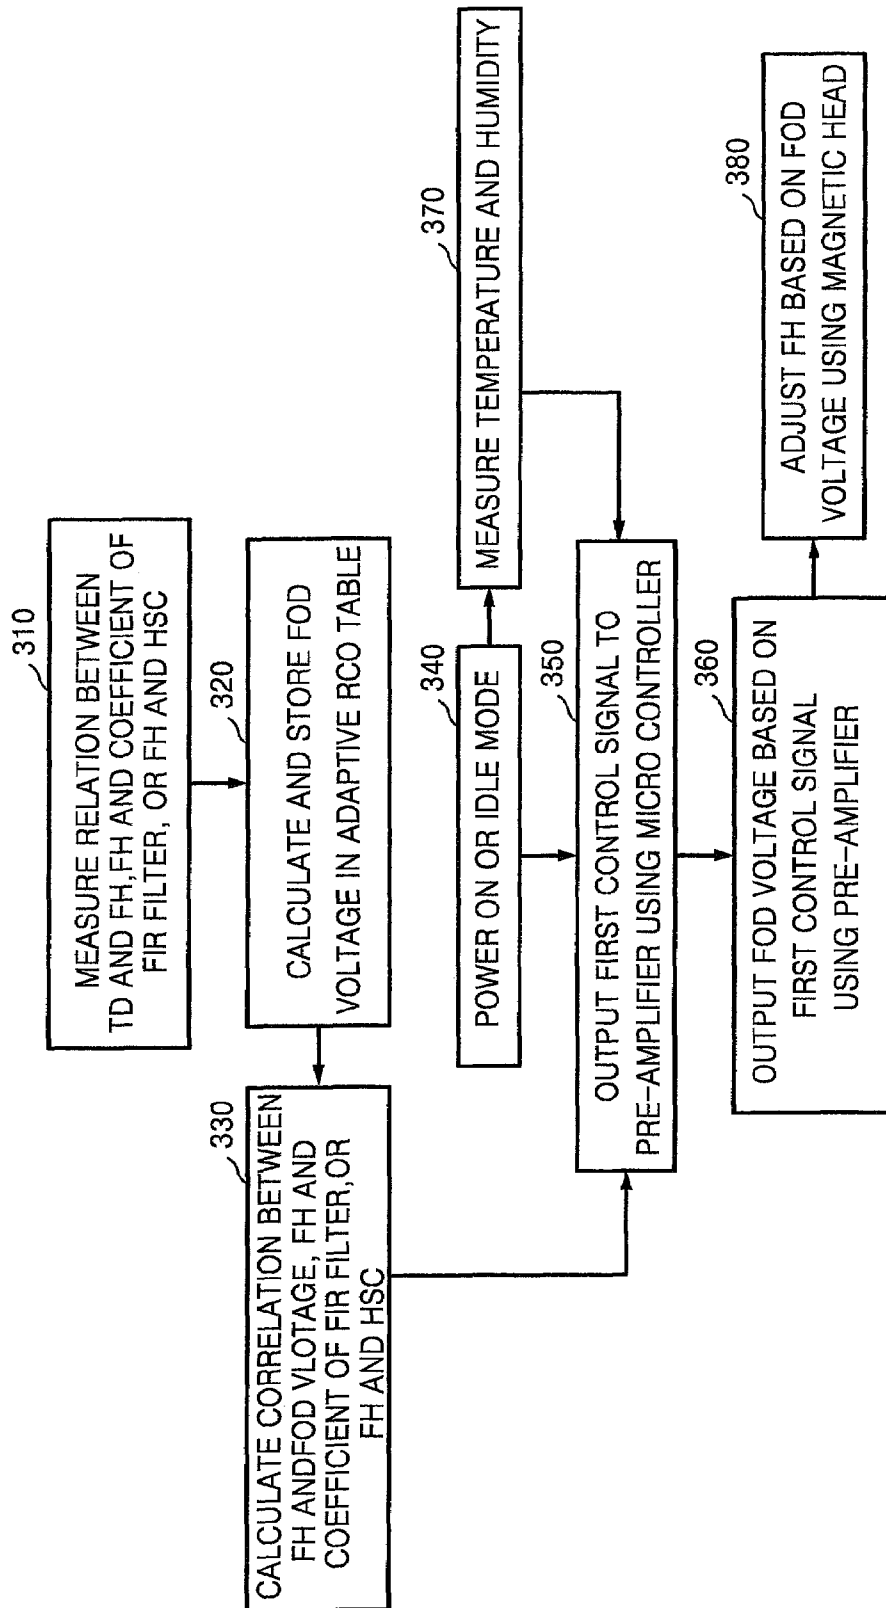 310
MEASURE RELATION BETWEEN
TD AND FH,FH AND COEFFICIENT OF
FIR FILTER, OR FH AND HSC
320
CALCULATE AND STORE FOD
VOLTAGE IN ADAPTIVE RCO TABLE
330
CALCULATE CORRELATION BETWEEN
FH ANDFOD VLOTAGE, FH AND
COEFFICIENT OF FIR FILTER,OR
FH AND HSC
340
POWER ON OR IDLE MODE
370
MEASURE TEMPERATURE AND HUMIDITY
350
OUTPUT FIRST CONTROL SIGNAL TO
PRE-AMPLIFIER USING MICRO CONTROLLER
360
OUTPUT FOD VOLTAGE BASED ON
FIRST CONTROL SIGNAL
USING PRE-AMPLIFIER
380
ADJUST FH BASED ON FOD
VOLTAGE USING MAGNETIC HEAD